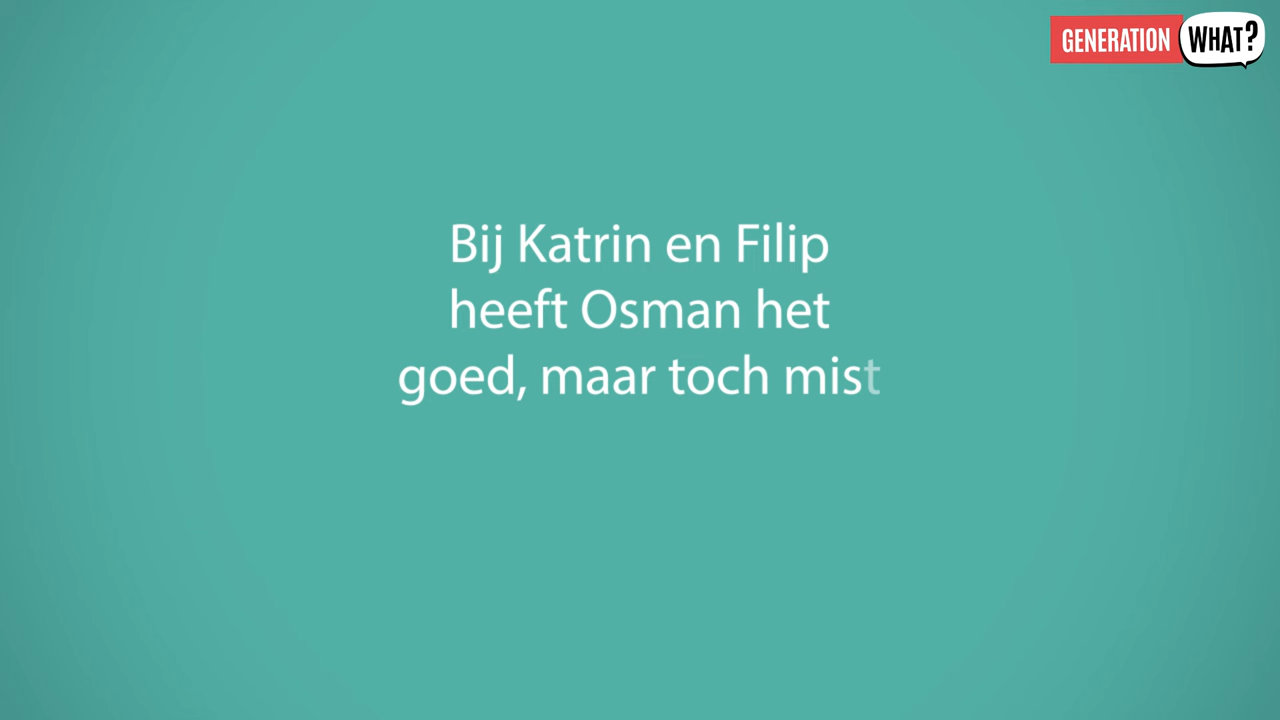 GENERATION WHAT?
Bij Katrin en Filip
heeft Osman het
goed, maar toch mist